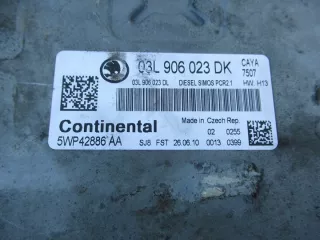 03L 906 023 DK
CAYA
7507
03L 906 023 DL DIESEL SIMOS PCR2.1 HW: H13
Made in Czech Rep.
Continental
02 0255
5WP42886 AA SJ8 FST 26.06.10 0013 0399